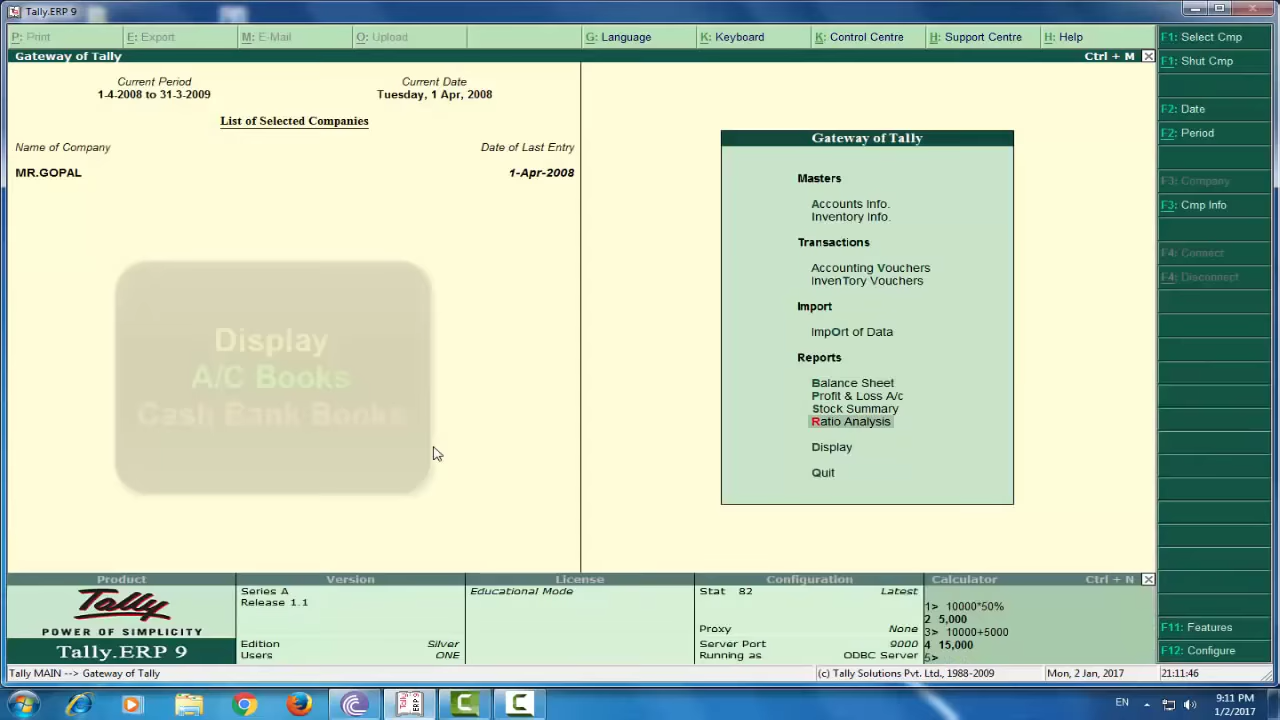 Tally.ERP 9
P: Print
E: Export
M: E-Mail
O: Upload
G: Language
K: Keyboard
K: Control Centre
H: Support Centre
H: Help
F1: Select Cmp
Gateway of Tally
Ctrl + M
F1: Shut Cmp
Current Period
1-4-2008 to 31-3-2009
Current Date
Tuesday, 1 Apr, 2008
F2: Date
List of Selected Companies
F2: Period
Name of Company
Date of Last Entry
MR.GOPAL
1-Apr-2008
F3: Company
F3: Cmp Info
F4: Connect
F4: Disconnect
Display
A/C Books
Cash Bank Books
Gateway of Tally
Masters
Accounts Info.
Inventory Info.
Transactions
Accounting Vouchers
InvenTory Vouchers
Import
ImpOrt of Data
Reports
Balance Sheet
Profit & Loss A/c
Stock Summary
Ratio Analysis
Display
Quit
Product
Tally
POWER OF SIMPLICITY
Tally.ERP 9
Version
Series A
Release 1.1
Edition Silver
Users ONE
License
Educational Mode
Configuration
Stat 82 Latest
Proxy None
Server Port 9000
Running as ODBC Server
Calculator
Ctrl + N
1> 10000*50%
2 5,000
3> 10000+5000
4 15,000
5>
F11: Features
F12: Configure
Tally MAIN --> Gateway of Tally
(c) Tally Solutions Pvt. Ltd., 1988-2009
Mon, 2 Jan, 2017
21:11:46
EN
9:11 PM
1/2/2017